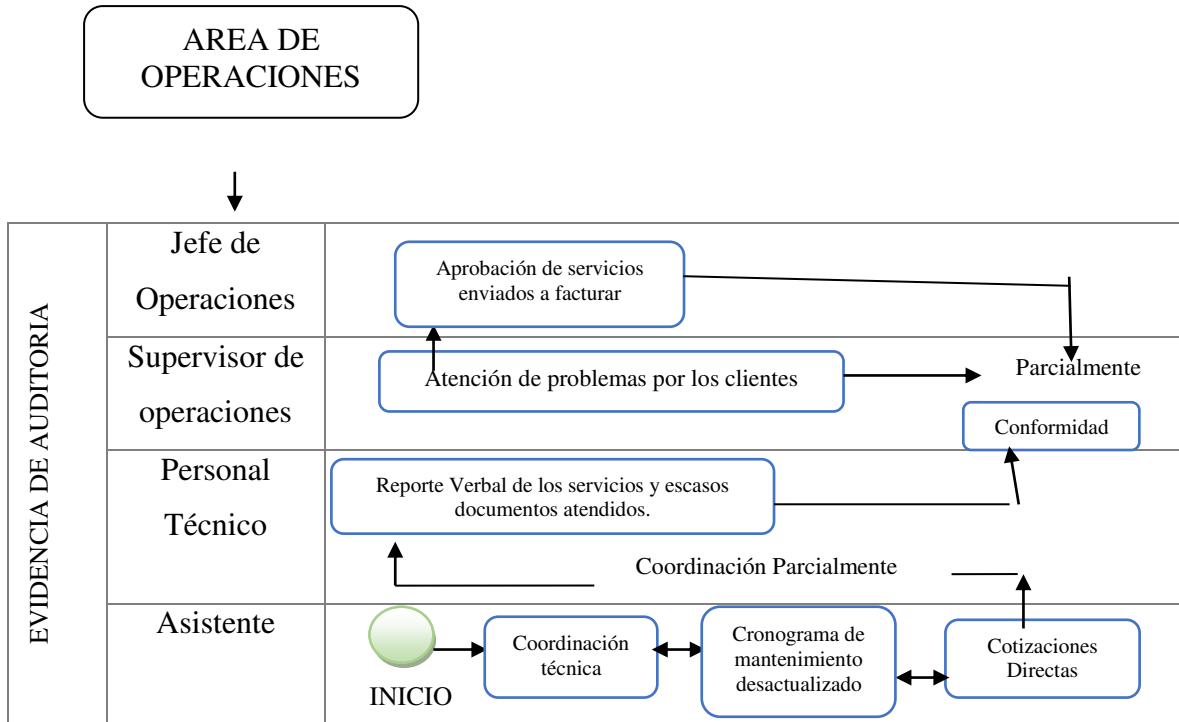 AREA DE
OPERACIONES
EVIDENCIA DE AUDITORIA
Jefe de
Operaciones
Aprobación de servicios
enviados a facturar
Supervisor de
operaciones
Atención de problemas por los clientes
Parcialmente
Conformidad
Personal
Técnico
Reporte Verbal de los servicios y escasos
documentos atendidos.
Coordinación Parcialmente
Asistente
INICIO
Coordinación
técnica
Cronograma de
mantenimiento
desactualizado
Cotizaciones
Directas